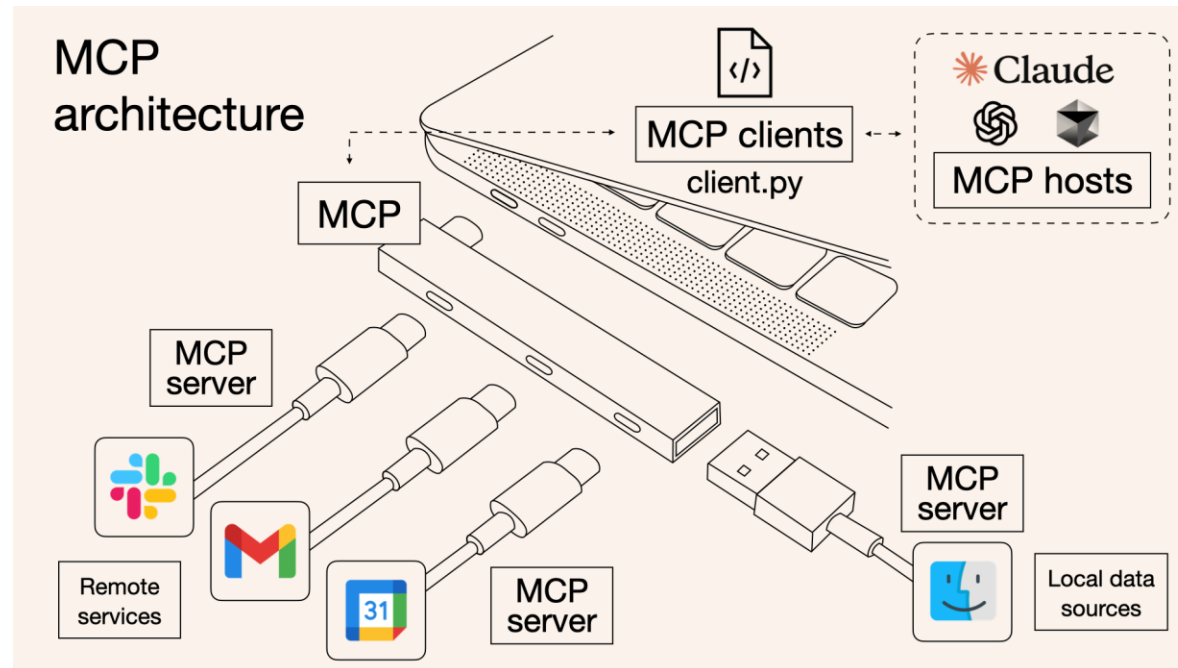 MCP
architecture
</>
MCP clients
client.py
Claude
MCP hosts
MCP
MCP
server
Remote
services
31
MCP
server
MCP
server
Local data
sources